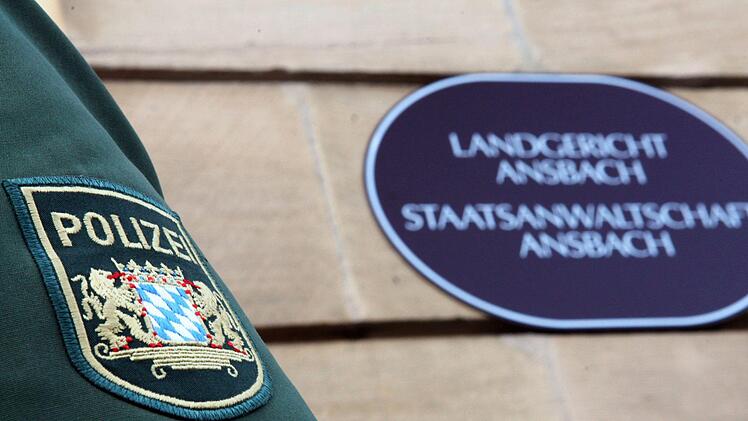 POLIZEI
LANDGERICHT
ANSBACH
STAATSANWALTSCHAFT
ANSBACH